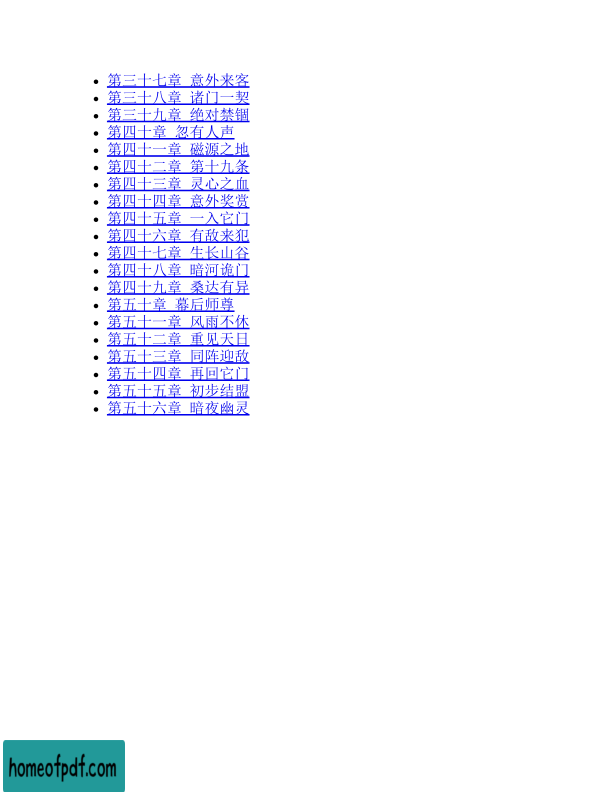 第三十七章 意外来客
第三十八章 诸门一契
第三十九章 绝对禁锢
第四十章 忽有人声
第四十一章 磁源之地
第四十二章 第十九条
第四十三章 灵心之血
第四十四章 意外奖赏
第四十五章 一入它门
第四十六章 有敌来犯
第四十七章 生长山谷
第四十八章 暗河诡门
第四十九章 桑达有异
第五十章 幕后师尊
第五十一章 风雨不休
第五十二章 重见天日
第五十三章 同阵迎敌
第五十四章 再回它门
第五十五章 初步结盟
第五十六章 暗夜幽灵
homeofpdf.com